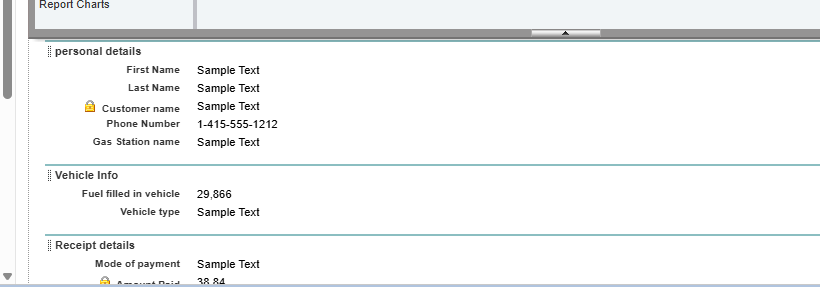 Report Charts
personal details
First Name Sample Text
Last Name Sample Text
Customer name Sample Text
Phone Number 1-415-555-1212
Gas Station name Sample Text
Vehicle Info
Fuel filled in vehicle 29,866
Vehicle type Sample Text
Receipt details
Mode of payment Sample Text
Amount Paid 38.84